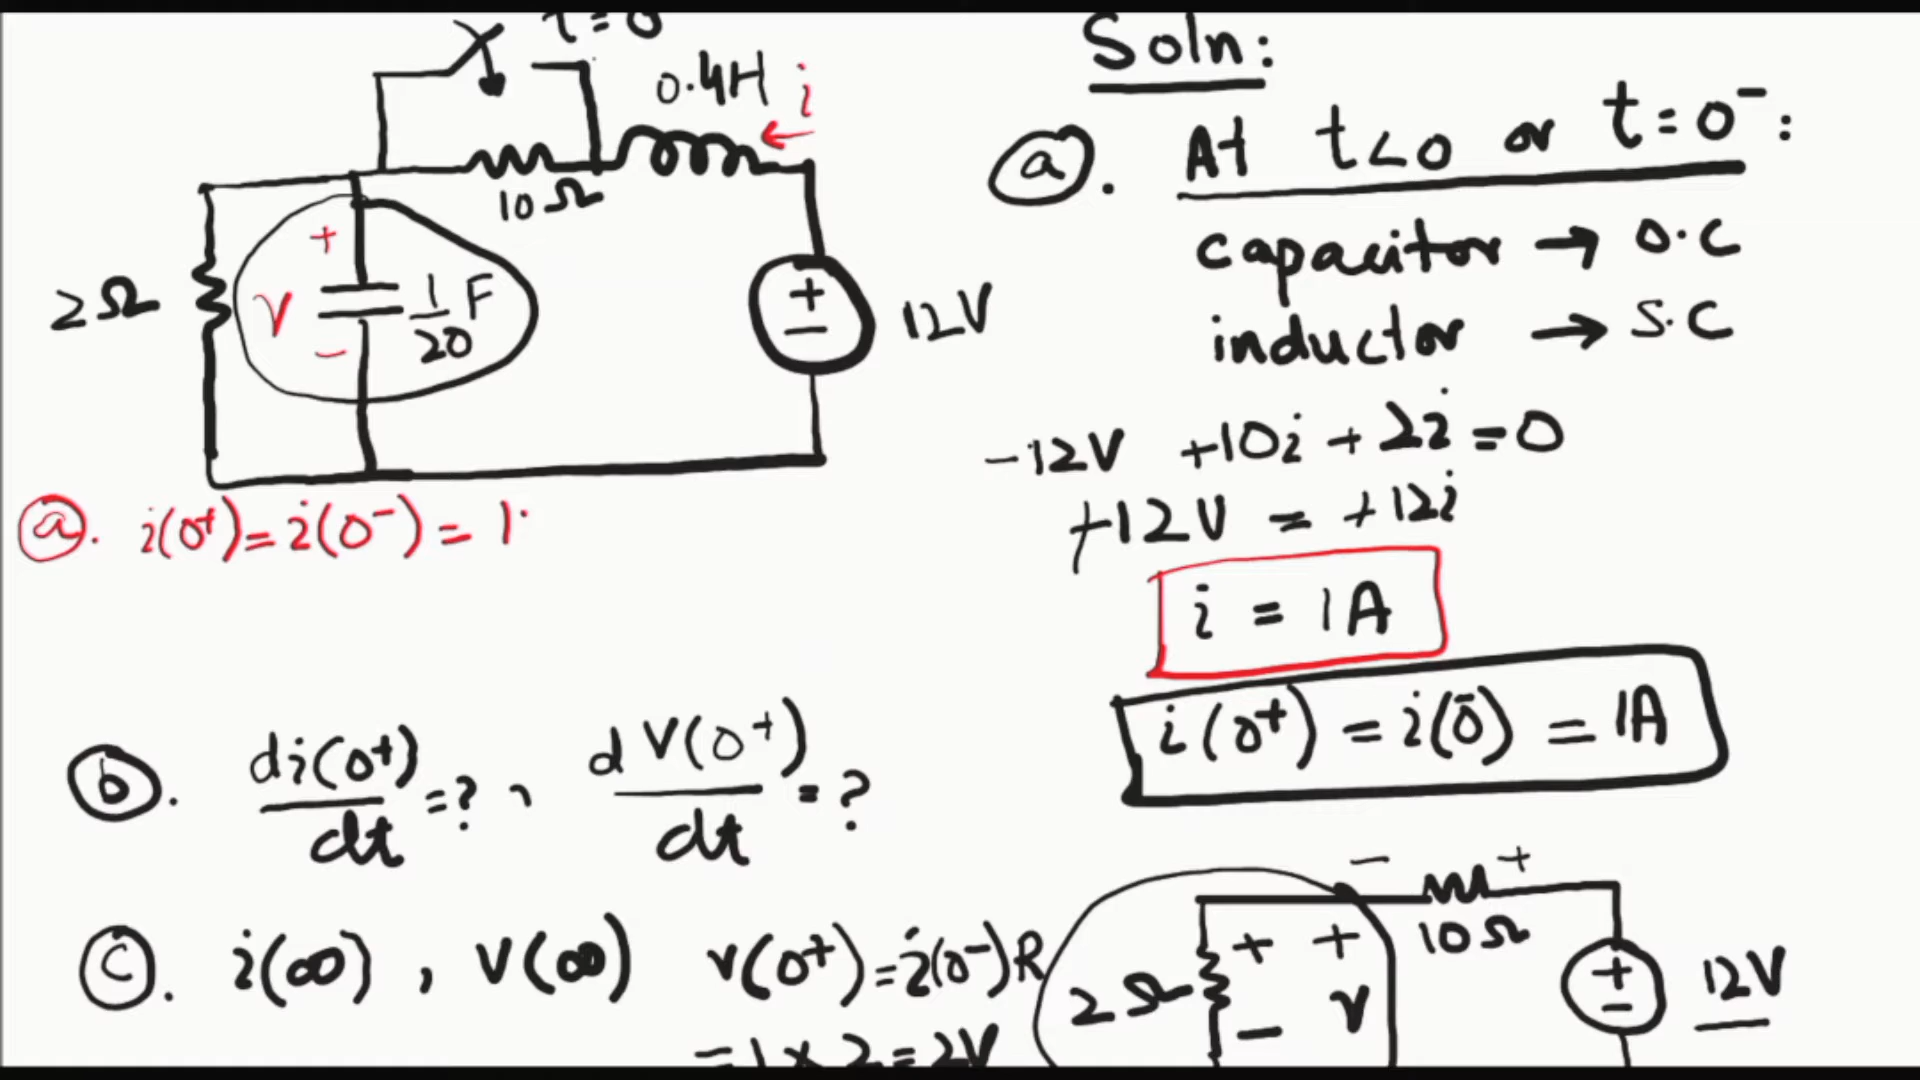 t=0
0.4H i
10Ω
2Ω
+
V
-
1/20 F
+
-
12V
ⓐ. i(0⁺)=i(0⁻) = 1.
ⓑ. di(0⁺)/dt =? , dV(0⁺)/dt = ?
ⓒ. i(∞) , V(∞) v(0⁺)=i(0⁻)R
= 1 x 2 = 2V
Soln:
ⓐ. At t<0 or t=0⁻:
capacitor → O.C
inductor → S.C
-12V +10i + 2i = 0
+12V = +12i
i = 1A
i(0⁺) = i(0⁻) = 1A
- +
10Ω
2Ω
+ +
- V
+
-
12V